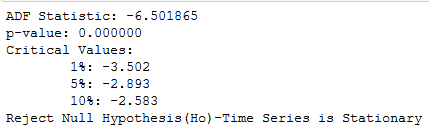 ADF Statistic: -6.501865
p-value: 0.000000
Critical Values:
1%: -3.502
5%: -2.893
10%: -2.583
Reject Null Hypothesis(Ho)-Time Series is Stationary